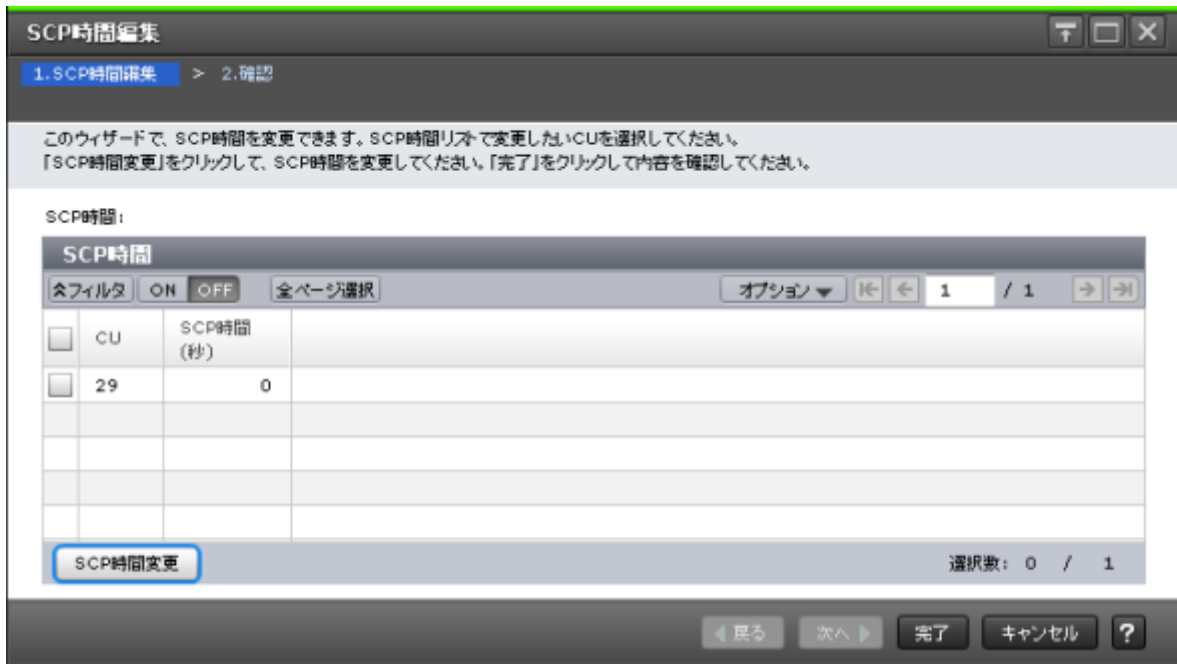 SCP時間編集
1.SCP時間編集 > 2.確認
このウィザードで、SCP時間を変更できます。SCP時間リストで変更したいCUを選択してください。
「SCP時間変更」をクリックして、SCP時間を変更してください。「完了」をクリックして内容を確認してください。
SCP時間:
SCP時間
フィルタ ON OFF 全ページ選択 オプション 1 / 1
CU SCP時間
(秒)
29 0
SCP時間変更 選択数: 0 / 1
戻る 次へ 完了 キャンセル ?